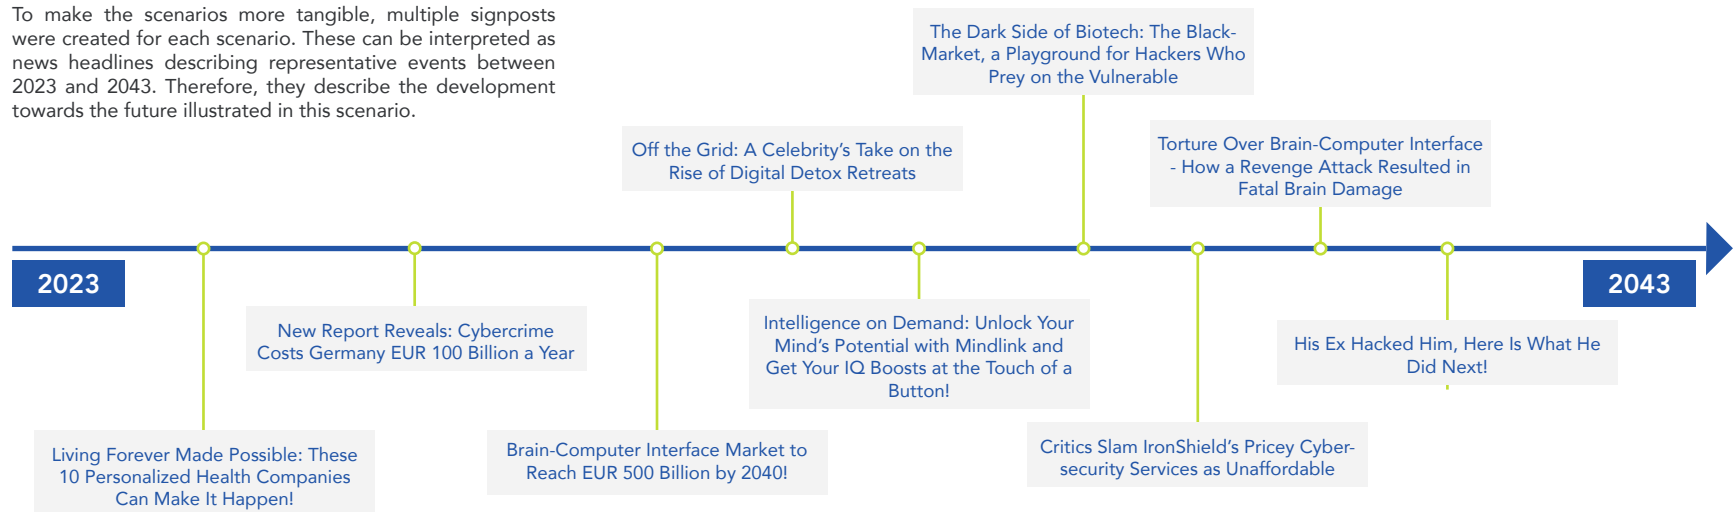 To make the scenarios more tangible, multiple signposts
were created for each scenario. These can be interpreted as
news headlines describing representative events between
2023 and 2043. Therefore, they describe the development
towards the future illustrated in this scenario.
The Dark Side of Biotech: The Black-
Market, a Playground for Hackers Who
Prey on the Vulnerable
Off the Grid: A Celebrity’s Take on the
Rise of Digital Detox Retreats
Torture Over Brain-Computer Interface
- How a Revenge Attack Resulted in
Fatal Brain Damage
2023
2043
New Report Reveals: Cybercrime
Costs Germany EUR 100 Billion a Year
Intelligence on Demand: Unlock Your
Mind’s Potential with Mindlink and
Get Your IQ Boosts at the Touch of a
Button!
His Ex Hacked Him, Here Is What He
Did Next!
Living Forever Made Possible: These
10 Personalized Health Companies
Can Make It Happen!
Brain-Computer Interface Market to
Reach EUR 500 Billion by 2040!
Critics Slam IronShield’s Pricey Cyber-
security Services as Unaffordable